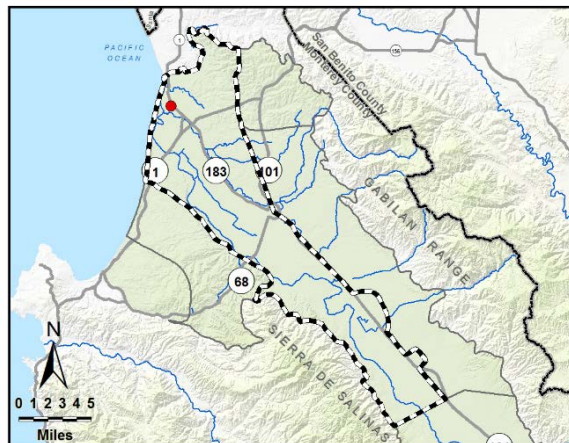 1
156
PACIFIC
OCEAN
San Benito County
Monterey County
183
101
1
GABILAN RANGE
68
SIERRA DE SALINAS
N
0 1 2 3 4 5
Miles